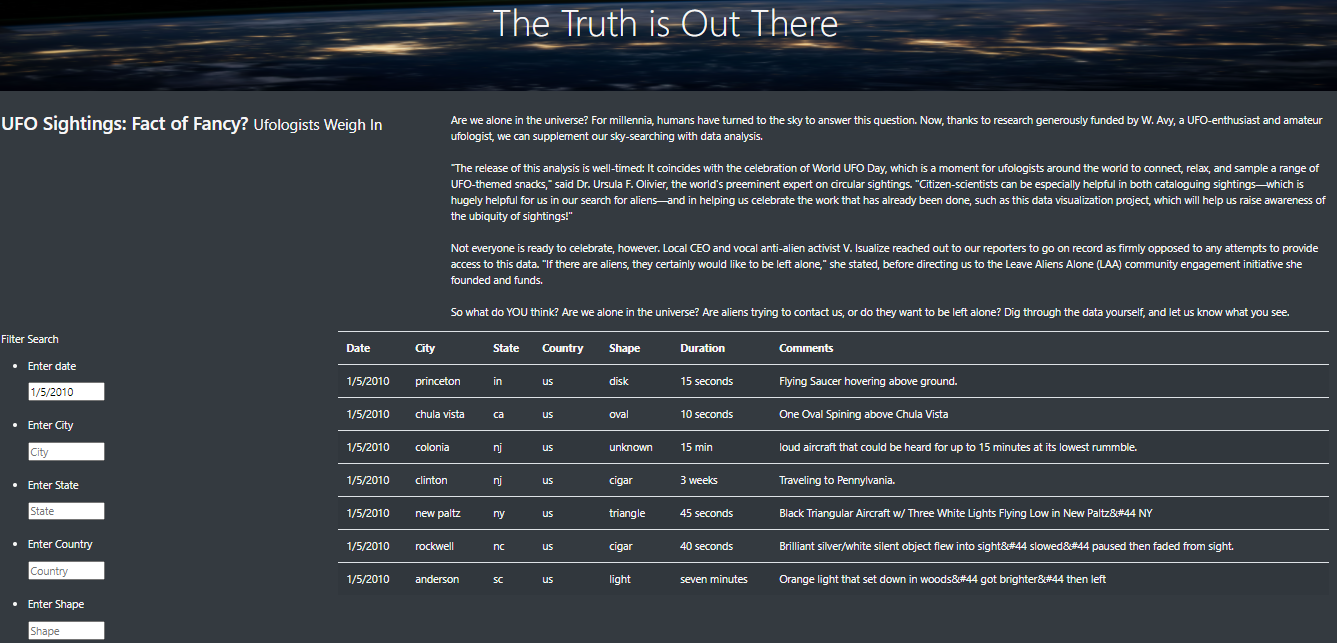 The Truth is Out There
UFO Sightings: Fact of Fancy? Ufologists Weigh In
Are we alone in the universe? For millennia, humans have turned to the sky to answer this question. Now, thanks to research generously funded by W. Avy, a UFO-enthusiast and amateur
ufologist, we can supplement our sky-searching with data analysis.
"The release of this analysis is well-timed: It coincides with the celebration of World UFO Day, which is a moment for ufologists around the world to connect, relax, and sample a range of
UFO-themed snacks," said Dr. Ursula F. Olivier, the world's preeminent expert on circular sightings. "Citizen-scientists can be especially helpful in both cataloguing sightings—which is
hugely helpful for us in our search for aliens—and in helping us celebrate the work that has already been done, such as this data visualization project, which will help us raise awareness of
the ubiquity of sightings!"
Not everyone is ready to celebrate, however. Local CEO and vocal anti-alien activist V. Isualize reached out to our reporters to go on record as firmly opposed to any attempts to provide
access to this data. "If there are aliens, they certainly would like to be left alone," she stated, before directing us to the Leave Aliens Alone (LAA) community engagement initiative she
founded and funds.
So what do YOU think? Are we alone in the universe? Are aliens trying to contact us, or do they want to be left alone? Dig through the data yourself, and let us know what you see.
Filter Search
Enter date
1/5/2010
Enter City
City
Enter State
State
Enter Country
Country
Enter Shape
Shape
Date City State Country Shape Duration Comments
1/5/2010 princeton in us disk 15 seconds Flying Saucer hovering above ground.
1/5/2010 chula vista ca us oval 10 seconds One Oval Spining above Chula Vista
1/5/2010 colonia nj us unknown 15 min loud aircraft that could be heard for up to 15 minutes at its lowest rummble.
1/5/2010 clinton nj us cigar 3 weeks Traveling to Pennylvania.
1/5/2010 new paltz ny us triangle 45 seconds Black Triangular Aircraft w/ Three White Lights Flying Low in New Paltz&#44 NY
1/5/2010 rockwell nc us cigar 40 seconds Brilliant silver/white silent object flew into sight&#44 slowed&#44 paused then faded from sight.
1/5/2010 anderson sc us light seven minutes Orange light that set down in woods&#44 got brighter&#44 then left